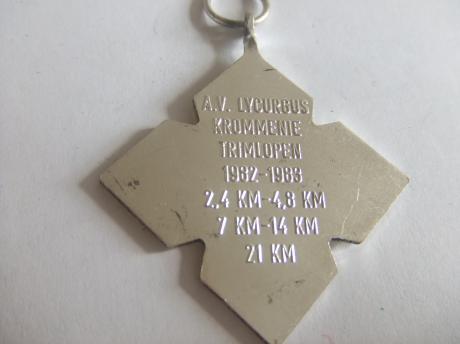 A.V. LYCURGUS
KROMMENIE
TRIMLOPEN
1982-1983
2,4 KM-4,8 KM
7 KM-14 KM
21 KM